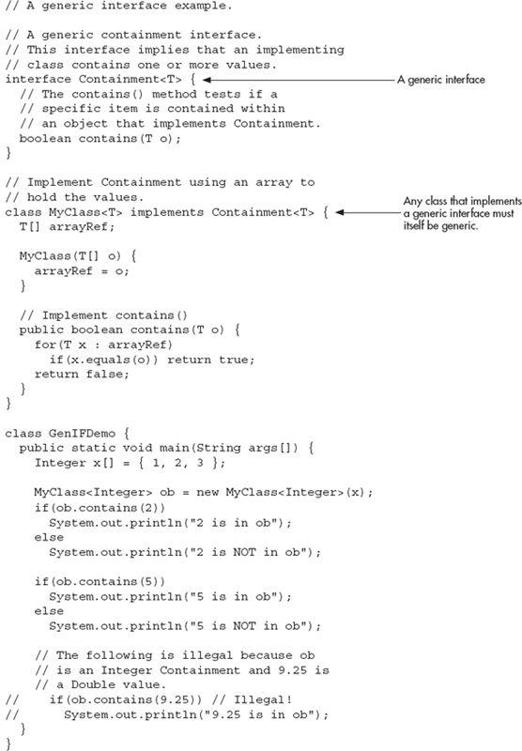 // A generic interface example.

// A generic containment interface.
// This interface implies that an implementing
// class contains one or more values.
interface Containment<T> {
A generic interface
  // The contains() method tests if a
  // specific item is contained within
  // an object that implements Containment.
  boolean contains(T o);
}

// Implement Containment using an array to
// hold the values.
class MyClass<T> implements Containment<T> {
Any class that implements
a generic interface must
itself be generic.
  T[] arrayRef;

  MyClass(T[] o) {
    arrayRef = o;
  }

  // Implement contains()
  public boolean contains(T o) {
    for(T x : arrayRef)
      if(x.equals(o)) return true;
    return false;
  }
}

class GenIFDemo {
  public static void main(String args[]) {
    Integer x[] = { 1, 2, 3 };

    MyClass<Integer> ob = new MyClass<Integer>(x);
    if(ob.contains(2))
      System.out.println("2 is in ob");
    else
      System.out.println("2 is NOT in ob");

    if(ob.contains(5))
      System.out.println("5 is in ob");
    else
      System.out.println("5 is NOT in ob");

    // The following is illegal because ob
    // is an Integer Containment and 9.25 is
    // a Double value.
//    if(ob.contains(9.25)) // Illegal!
//      System.out.println("9.25 is in ob");
  }
}